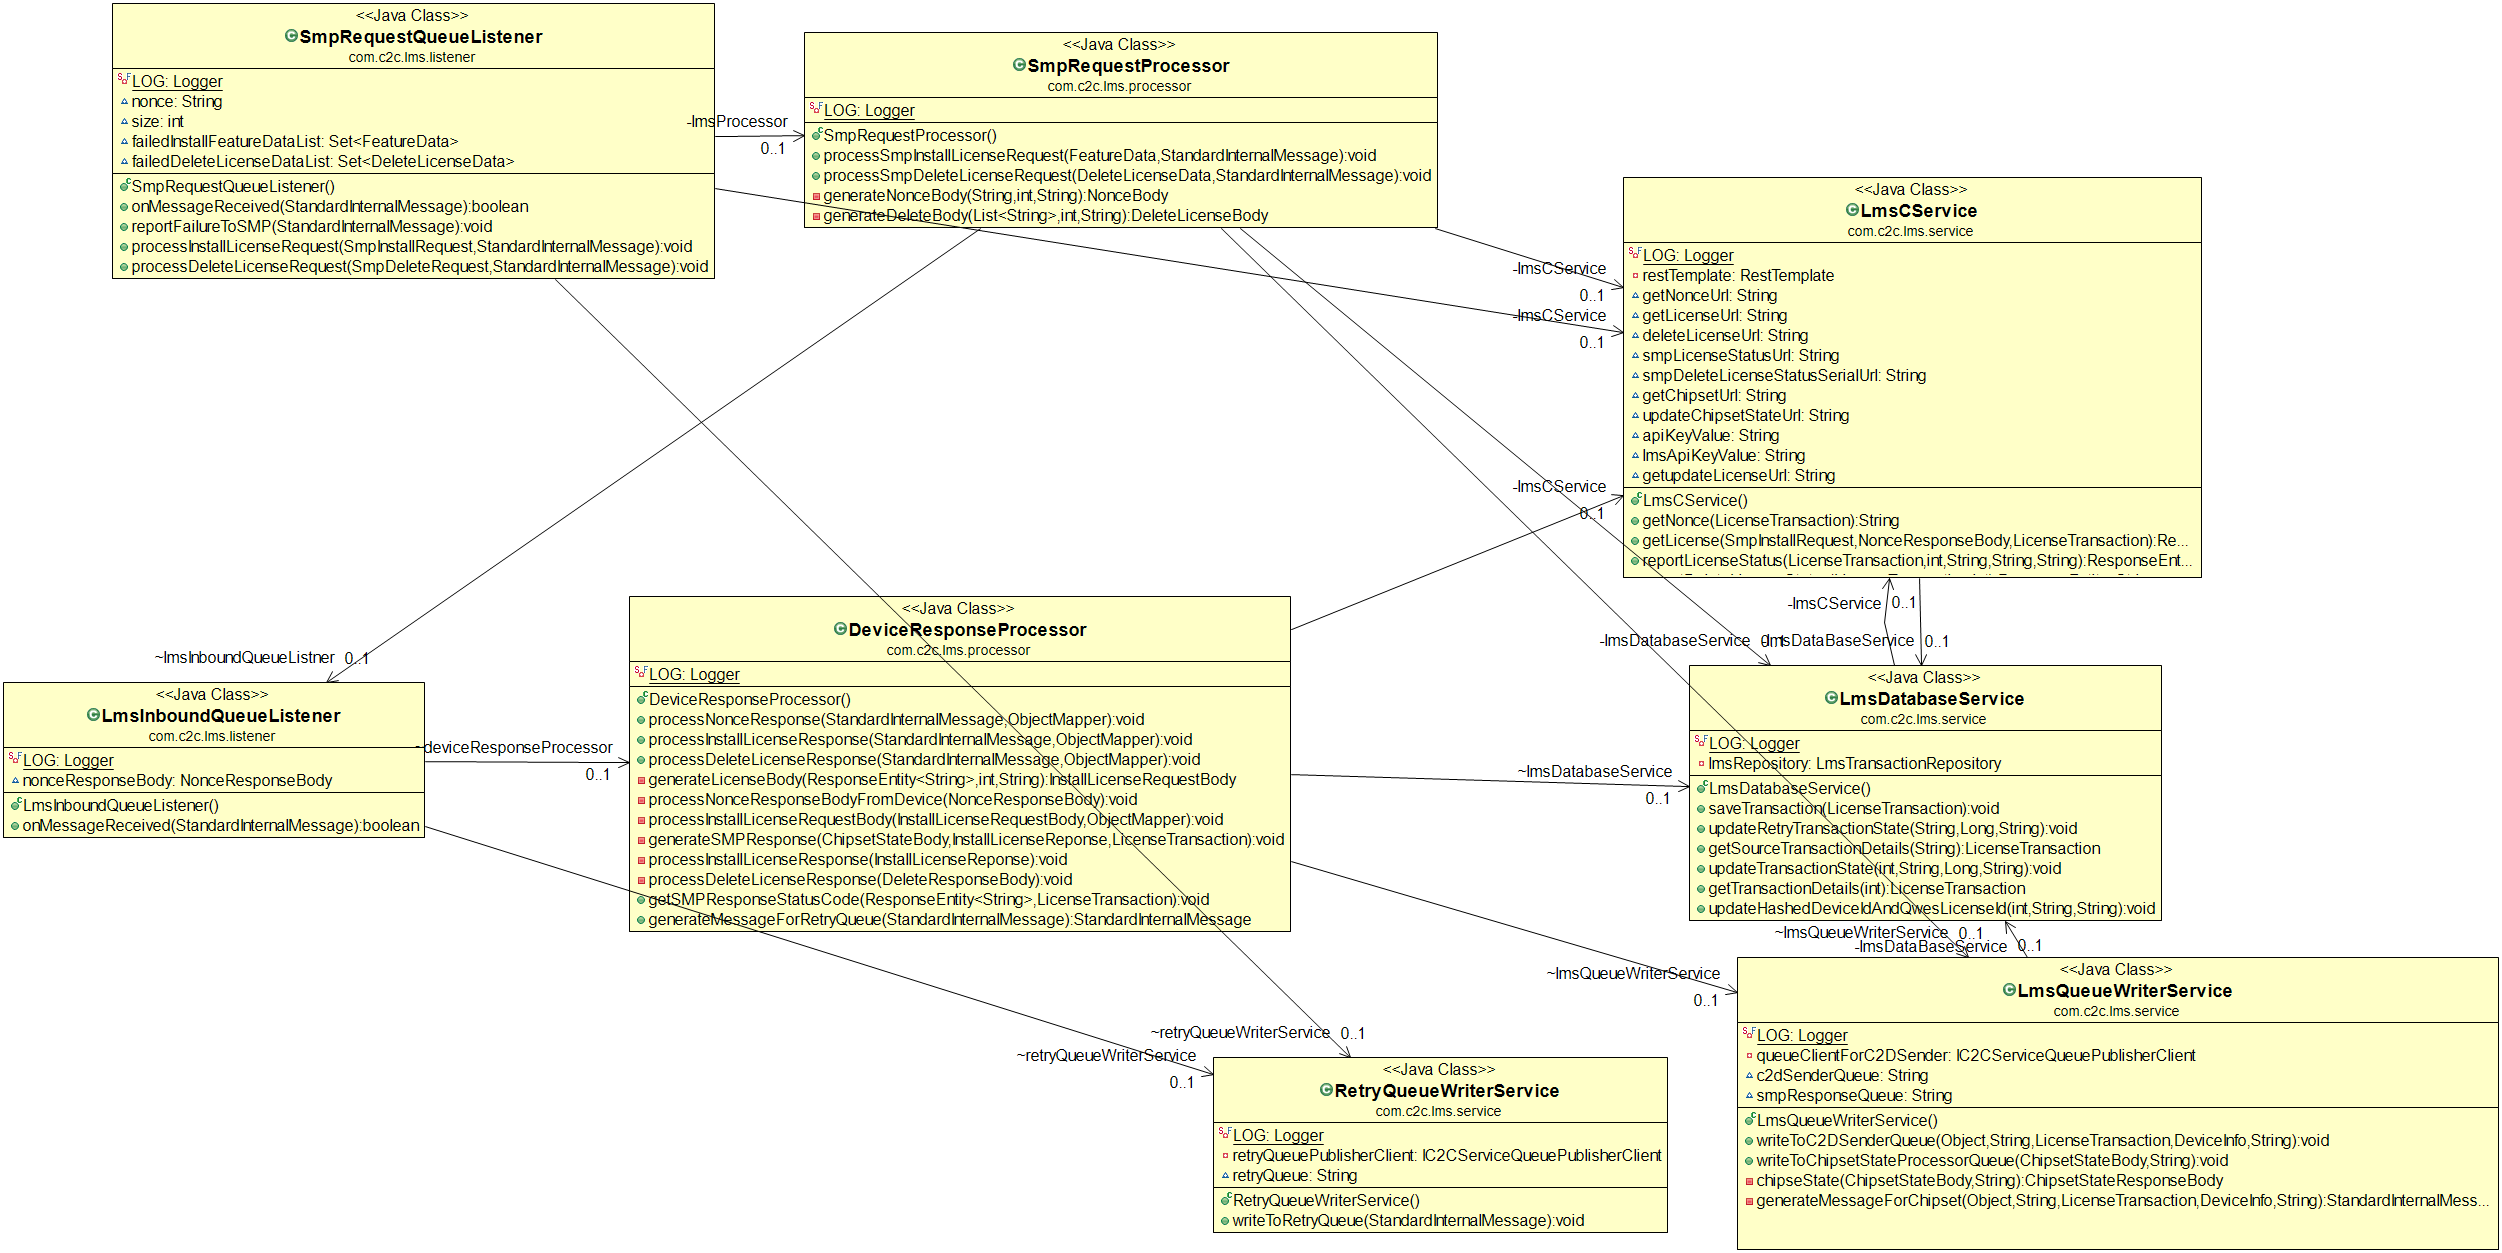 <<Java Class>>
SmpRequestQueueListener
com.c2c.lms.listener
LOG: Logger
nonce: String
size: int
failedInstallFeatureDataList: Set<FeatureData>
failedDeleteLicenseDataList: Set<DeleteLicenseData>
SmpRequestQueueListener()
onMessageReceived(StandardInternalMessage):boolean
reportFailureToSMP(StandardInternalMessage):void
processInstallLicenseRequest(SmpInstallRequest,StandardInternalMessage):void
processDeleteLicenseRequest(SmpDeleteRequest,StandardInternalMessage):void
-lmsProcessor
0..1
<<Java Class>>
SmpRequestProcessor
com.c2c.lms.processor
LOG: Logger
SmpRequestProcessor()
processSmpInstallLicenseRequest(FeatureData,StandardInternalMessage):void
processSmpDeleteLicenseRequest(DeleteLicenseData,StandardInternalMessage):void
generateNonceBody(String,int,String):NonceBody
generateDeleteBody(List<String>,int,String):DeleteLicenseBody
-lmsCService
0..1
-lmsCService
0..1
<<Java Class>>
LmsCService
com.c2c.lms.service
LOG: Logger
restTemplate: RestTemplate
getNonceUrl: String
getLicenseUrl: String
deleteLicenseUrl: String
smpLicenseStatusUrl: String
smpDeleteLicenseStatusSerialUrl: String
getChipsetUrl: String
updateChipsetStateUrl: String
apiKeyValue: String
lmsApiKeyValue: String
getupdateLicenseUrl: String
LmsCService()
getNonce(LicenseTransaction):String
getLicense(SmpInstallRequest,NonceResponseBody,LicenseTransaction):Re...
reportLicenseStatus(LicenseTransaction,int,String,String,String):ResponseEnt...
-lmsCService
0..1
-lmsCService
0..1
-lmsDatabaseService
0..1
-lmsDataBaseService
0..1
~lmsInboundQueueListner
0..1
<<Java Class>>
LmsInboundQueueListener
com.c2c.lms.listener
LOG: Logger
nonceResponseBody: NonceResponseBody
LmsInboundQueueListener()
onMessageReceived(StandardInternalMessage):boolean
~deviceResponseProcessor
0..1
<<Java Class>>
DeviceResponseProcessor
com.c2c.lms.processor
LOG: Logger
DeviceResponseProcessor()
processNonceResponse(StandardInternalMessage,ObjectMapper):void
processInstallLicenseResponse(StandardInternalMessage,ObjectMapper):void
processDeleteLicenseResponse(StandardInternalMessage,ObjectMapper):void
generateLicenseBody(ResponseEntity<String>,int,String):InstallLicenseRequestBody
processNonceResponseBodyFromDevice(NonceResponseBody):void
processInstallLicenseRequestBody(InstallLicenseRequestBody,ObjectMapper):void
generateSMPResponse(ChipsetStateBody,InstallLicenseReponse,LicenseTransaction):void
processInstallLicenseResponse(InstallLicenseReponse):void
processDeleteLicenseResponse(DeleteResponseBody):void
getSMPResponseStatusCode(ResponseEntity<String>,LicenseTransaction):void
generateMessageForRetryQueue(StandardInternalMessage):StandardInternalMessage
~lmsDatabaseService
0..1
<<Java Class>>
LmsDatabaseService
com.c2c.lms.service
LOG: Logger
lmsRepository: LmsTransactionRepository
LmsDatabaseService()
saveTransaction(LicenseTransaction):void
updateRetryTransactionState(String,Long,String):void
getSourceTransactionDetails(String):LicenseTransaction
updateTransactionState(int,String,Long,String):void
getTransactionDetails(int):LicenseTransaction
updateHashedDeviceIdAndQwesLicenseId(int,String,String):void
~lmsQueueWriterService
0..1
-lmsDataBaseService
0..1
~lmsQueueWriterService
0..1
<<Java Class>>
LmsQueueWriterService
com.c2c.lms.service
LOG: Logger
queueClientForC2DSender: IC2CServiceQueuePublisherClient
c2dSenderQueue: String
smpResponseQueue: String
LmsQueueWriterService()
writeToC2DSenderQueue(Object,String,LicenseTransaction,DeviceInfo,String):void
writeToChipsetStateProcessorQueue(ChipsetStateBody,String):void
chipseState(ChipsetStateBody,String):ChipsetStateResponseBody
generateMessageForChipset(Object,String,LicenseTransaction,DeviceInfo,String):StandardInternalMess...
~retryQueueWriterService
0..1
~retryQueueWriterService
0..1
<<Java Class>>
RetryQueueWriterService
com.c2c.lms.service
LOG: Logger
retryQueuePublisherClient: IC2CServiceQueuePublisherClient
retryQueue: String
RetryQueueWriterService()
writeToRetryQueue(StandardInternalMessage):void